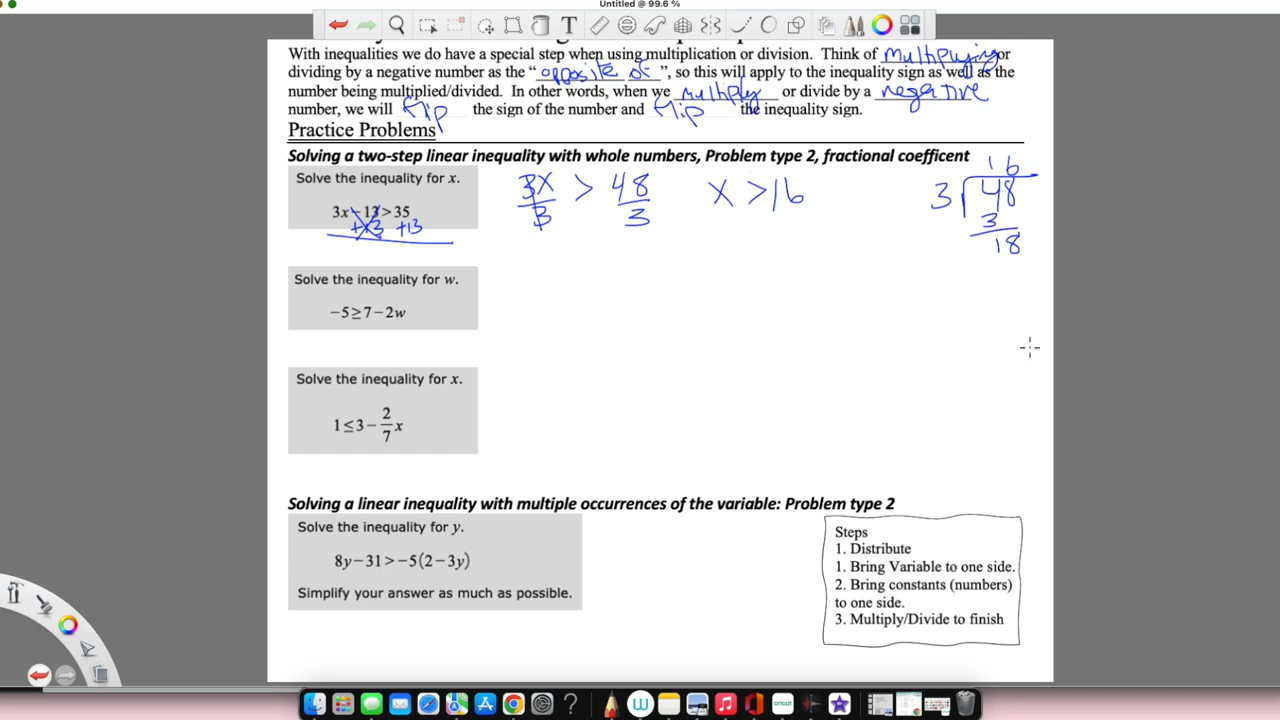 Untitled @ 99.6 %
With inequalities we do have a special step when using multiplication or division. Think of multiplying or
dividing by a negative number as the "opposite of", so this will apply to the inequality sign as well as the
number being multiplied/divided. In other words, when we multiply or divide by a negative
number, we will flip the sign of the number and flip the inequality sign.
Practice Problems
Solving a two-step linear inequality with whole numbers, Problem type 2, fractional coefficent
Solve the inequality for x.
3x - 13 > 35
+13 +13
3x/3 > 48/3
x > 16
16
3 48
3
18
Solve the inequality for w.
−5 ≥ 7 − 2w
Solve the inequality for x.
1 ≤ 3 − 2/7 x
Solving a linear inequality with multiple occurrences of the variable: Problem type 2
Solve the inequality for y.
8y − 31 > −5(2 − 3y)
Simplify your answer as much as possible.
Steps
1. Distribute
1. Bring Variable to one side.
2. Bring constants (numbers)
to one side.
3. Multiply/Divide to finish